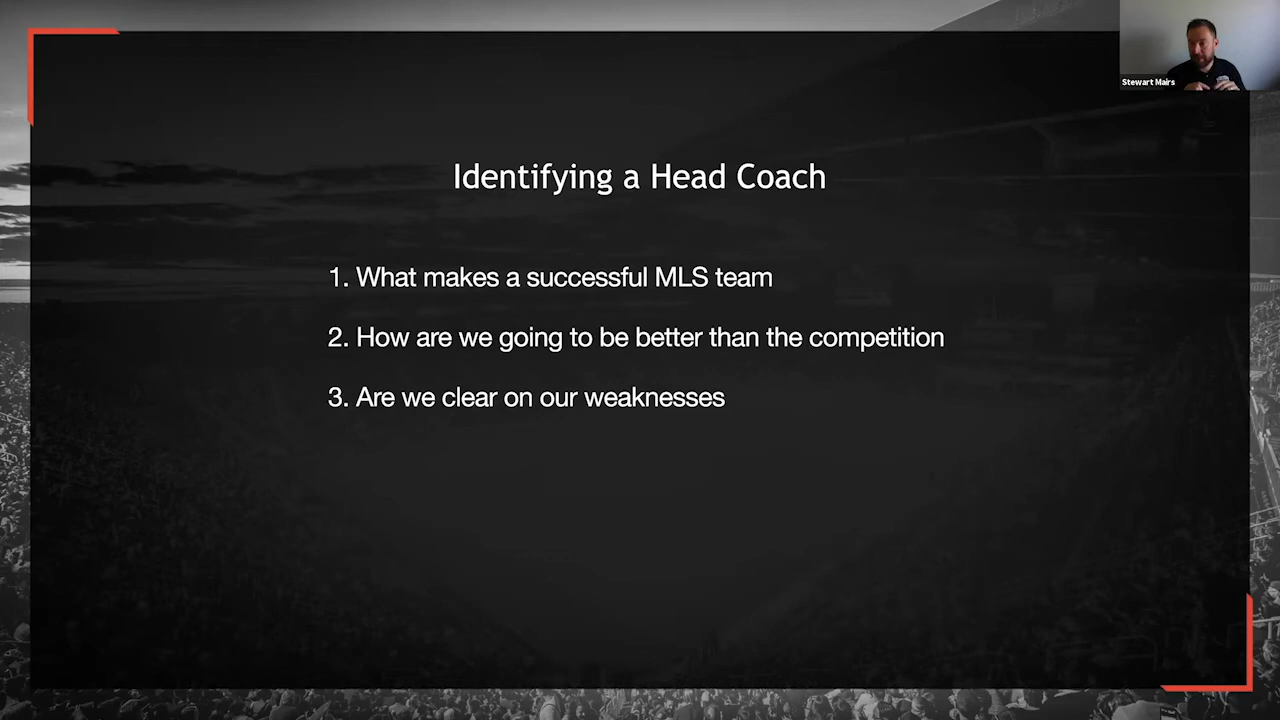 Stewart Mairs
Identifying a Head Coach
1. What makes a successful MLS team
2. How are we going to be better than the competition
3. Are we clear on our weaknesses